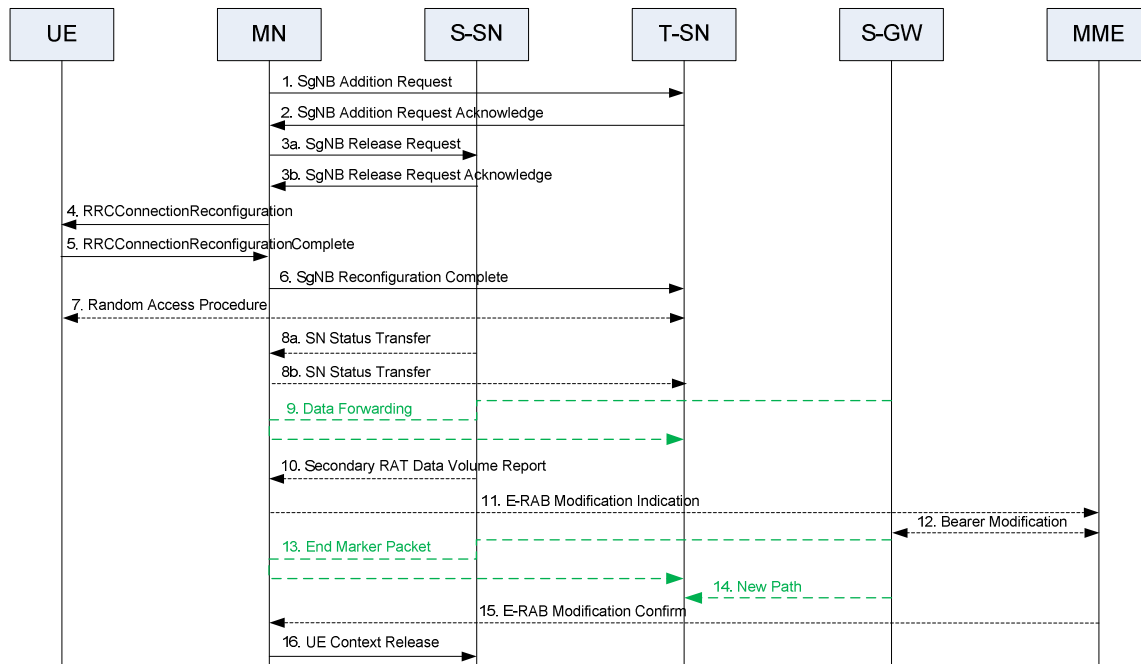 UE MN S-SN T-SN S-GW MME
1. SgNB Addition Request
2. SgNB Addition Request Acknowledge
3a. SgNB Release Request
3b. SgNB Release Request Acknowledge
4. RRCConnectionReconfiguration
5. RRCConnectionReconfigurationComplete
6. SgNB Reconfiguration Complete
7. Random Access Procedure
8a. SN Status Transfer
8b. SN Status Transfer
9. Data Forwarding
10. Secondary RAT Data Volume Report
11. E-RAB Modification Indication
12. Bearer Modification
13. End Marker Packet
14. New Path
15. E-RAB Modification Confirm
16. UE Context Release